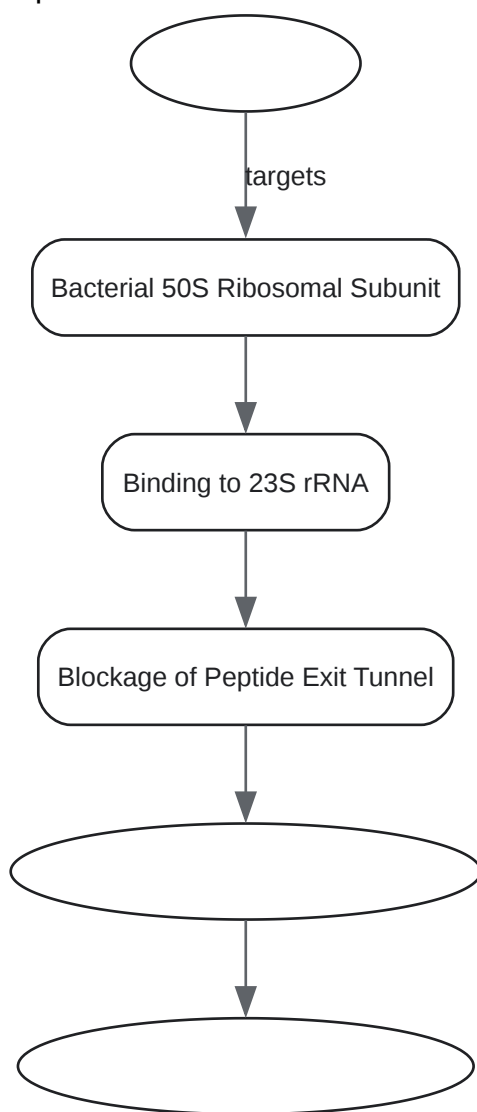 targets
Bacterial 50S Ribosomal Subunit
Binding to 23S rRNA
Blockage of Peptide Exit Tunnel